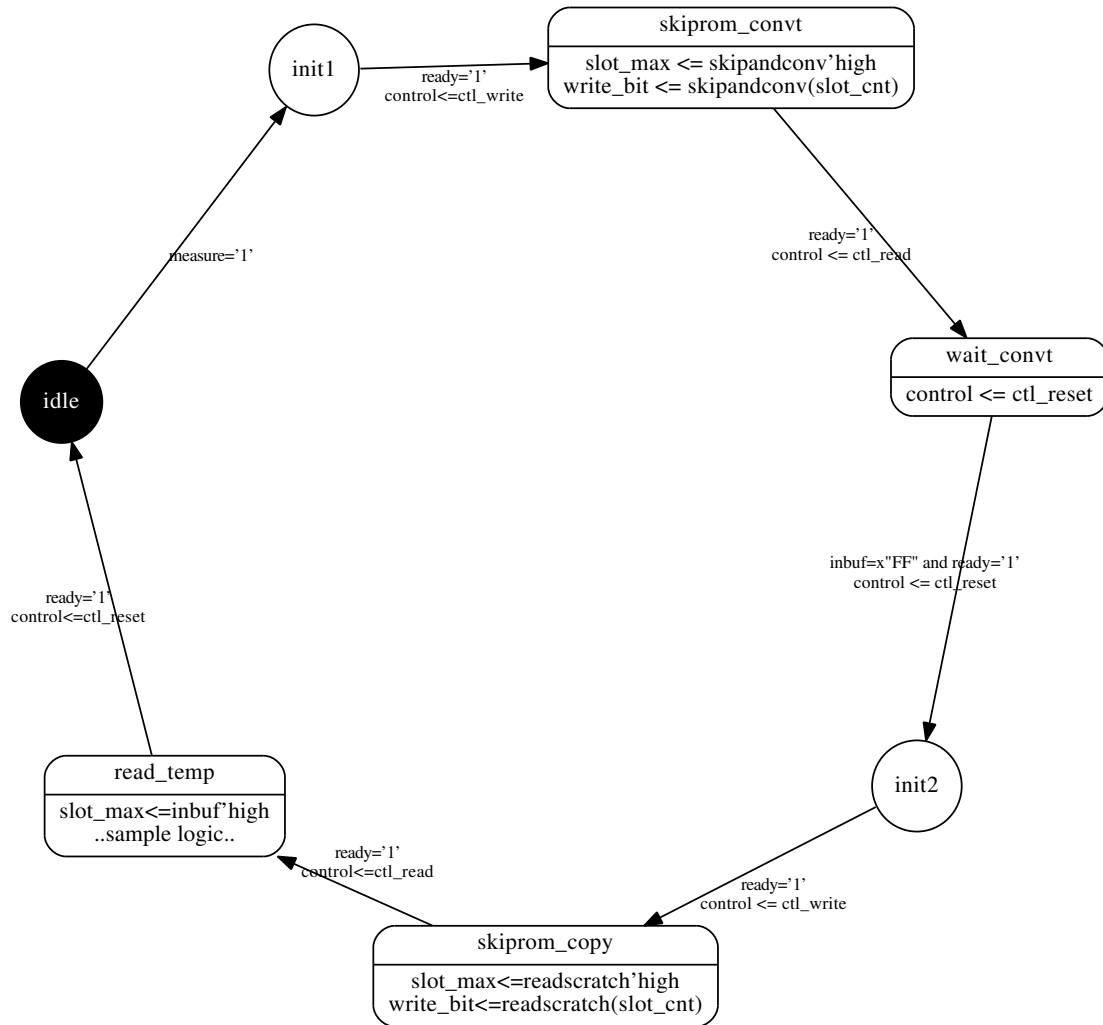 skiprom_convt
slot_max <= skipandconv’high
write_bit <= skipandconv(slot_cnt)
init1
ready=’1’
control<=ctl_write
measure=’1’
ready=’1’
control <= ctl_read
wait_convt
control <= ctl_reset
idle
inbuf=x"FF" and ready=’1’
control <= ctl_reset
ready=’1’
control<=ctl_reset
read_temp
slot_max<=inbuf’high
..sample logic..
init2
ready=’1’
control<=ctl_read
ready=’1’
control <= ctl_write
skiprom_copy
slot_max<=readscratch’high
write_bit<=readscratch(slot_cnt)